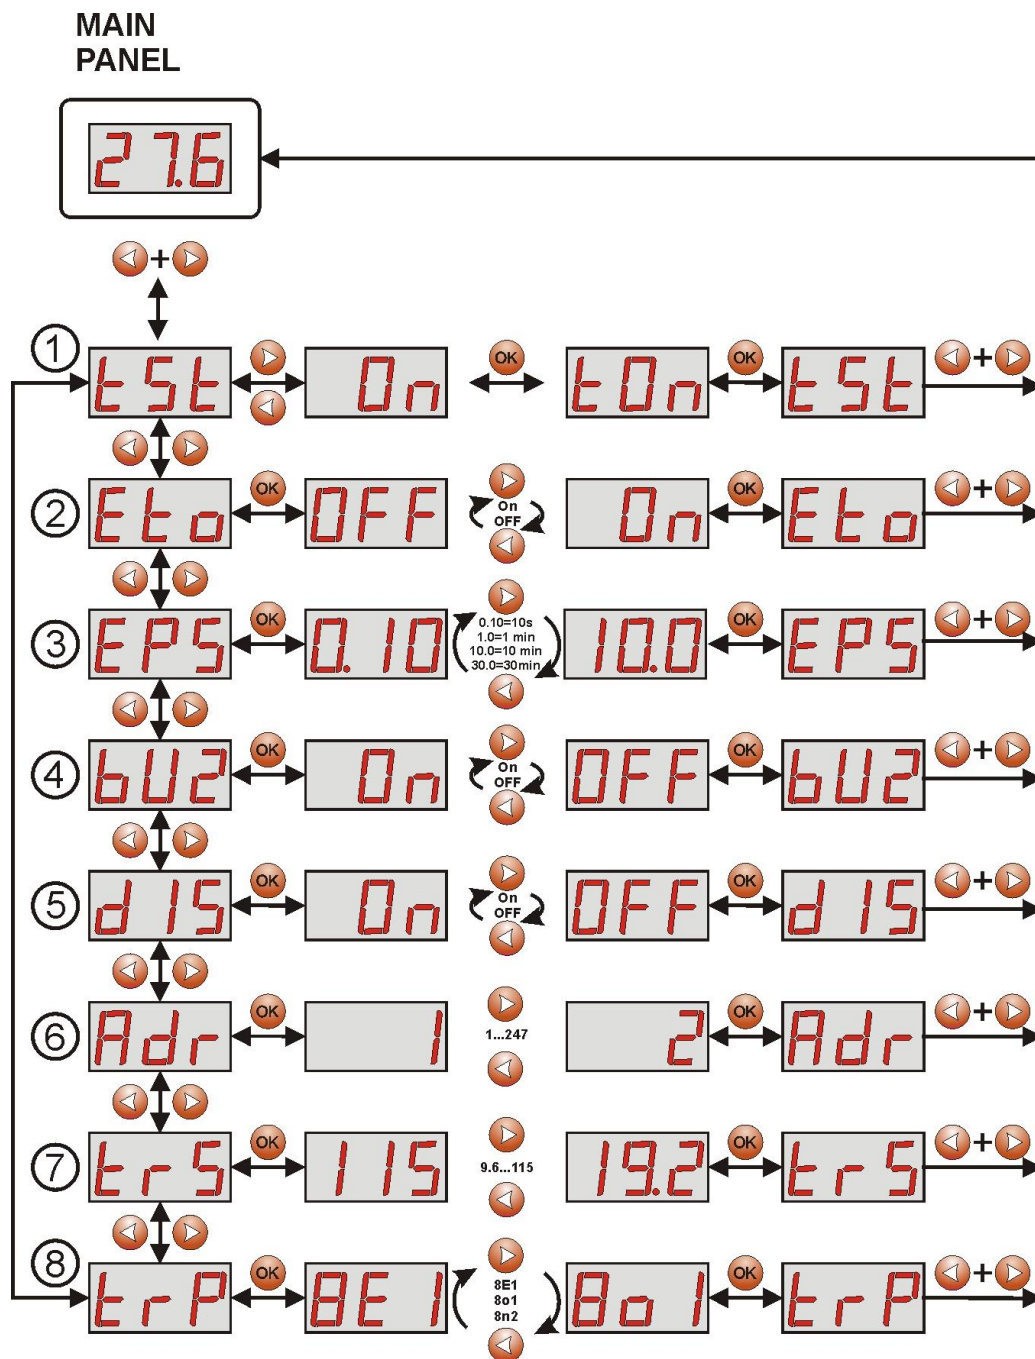 MAIN
PANEL
27.6
+
1 tSt On OK tOn OK tSt +
2 Eto OK OFF On OFF On OK Eto +
3 EPS OK 0.10 0.10=10s 1.0=1 min 10.0=10 min 30.0=30min 10.0 OK EPS +
4 bU2 OK On On OFF OFF OK bU2 +
5 dIS OK On On OFF OFF OK dIS +
6 Adr OK 1 1...247 2 OK Adr +
7 trS OK 115 9.6...115 19.2 OK trS +
8 trP OK 8E1 8E1 8o1 8n2 8o1 OK trP +